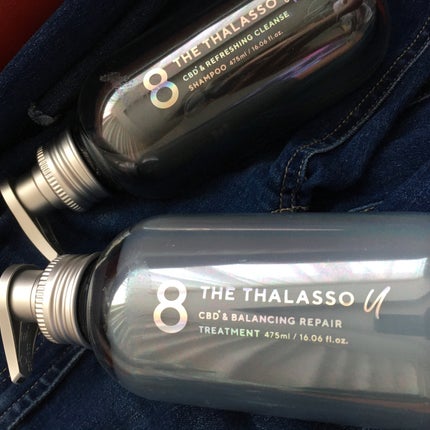 8 THE THALASSO
CBD* & REFRESHING CLEANSE
SHAMPOO 475ml / 16.06 fl.oz.
8 THE THALASSO u
CBD* & BALANCING REPAIR
TREATMENT 475ml / 16.06 fl.oz.